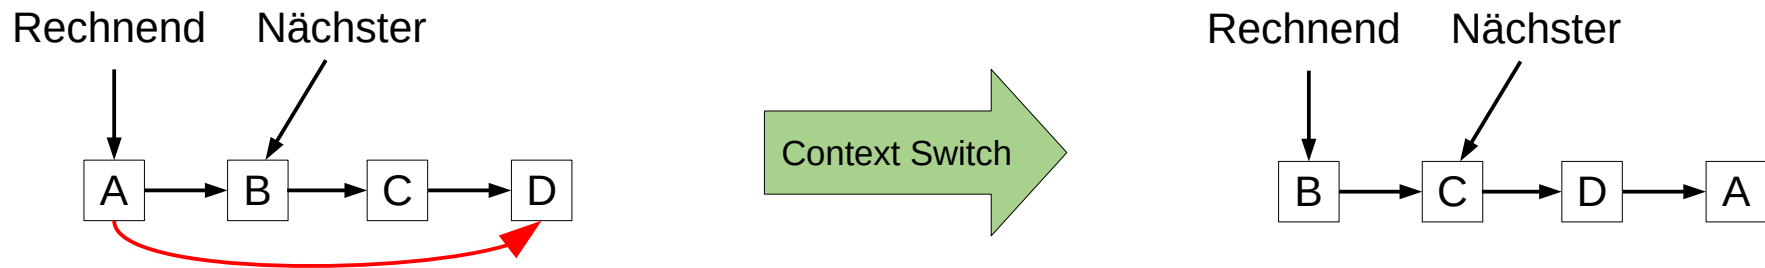 Rechnend Nächster
A B C D
Context Switch
Rechnend Nächster
B C D A